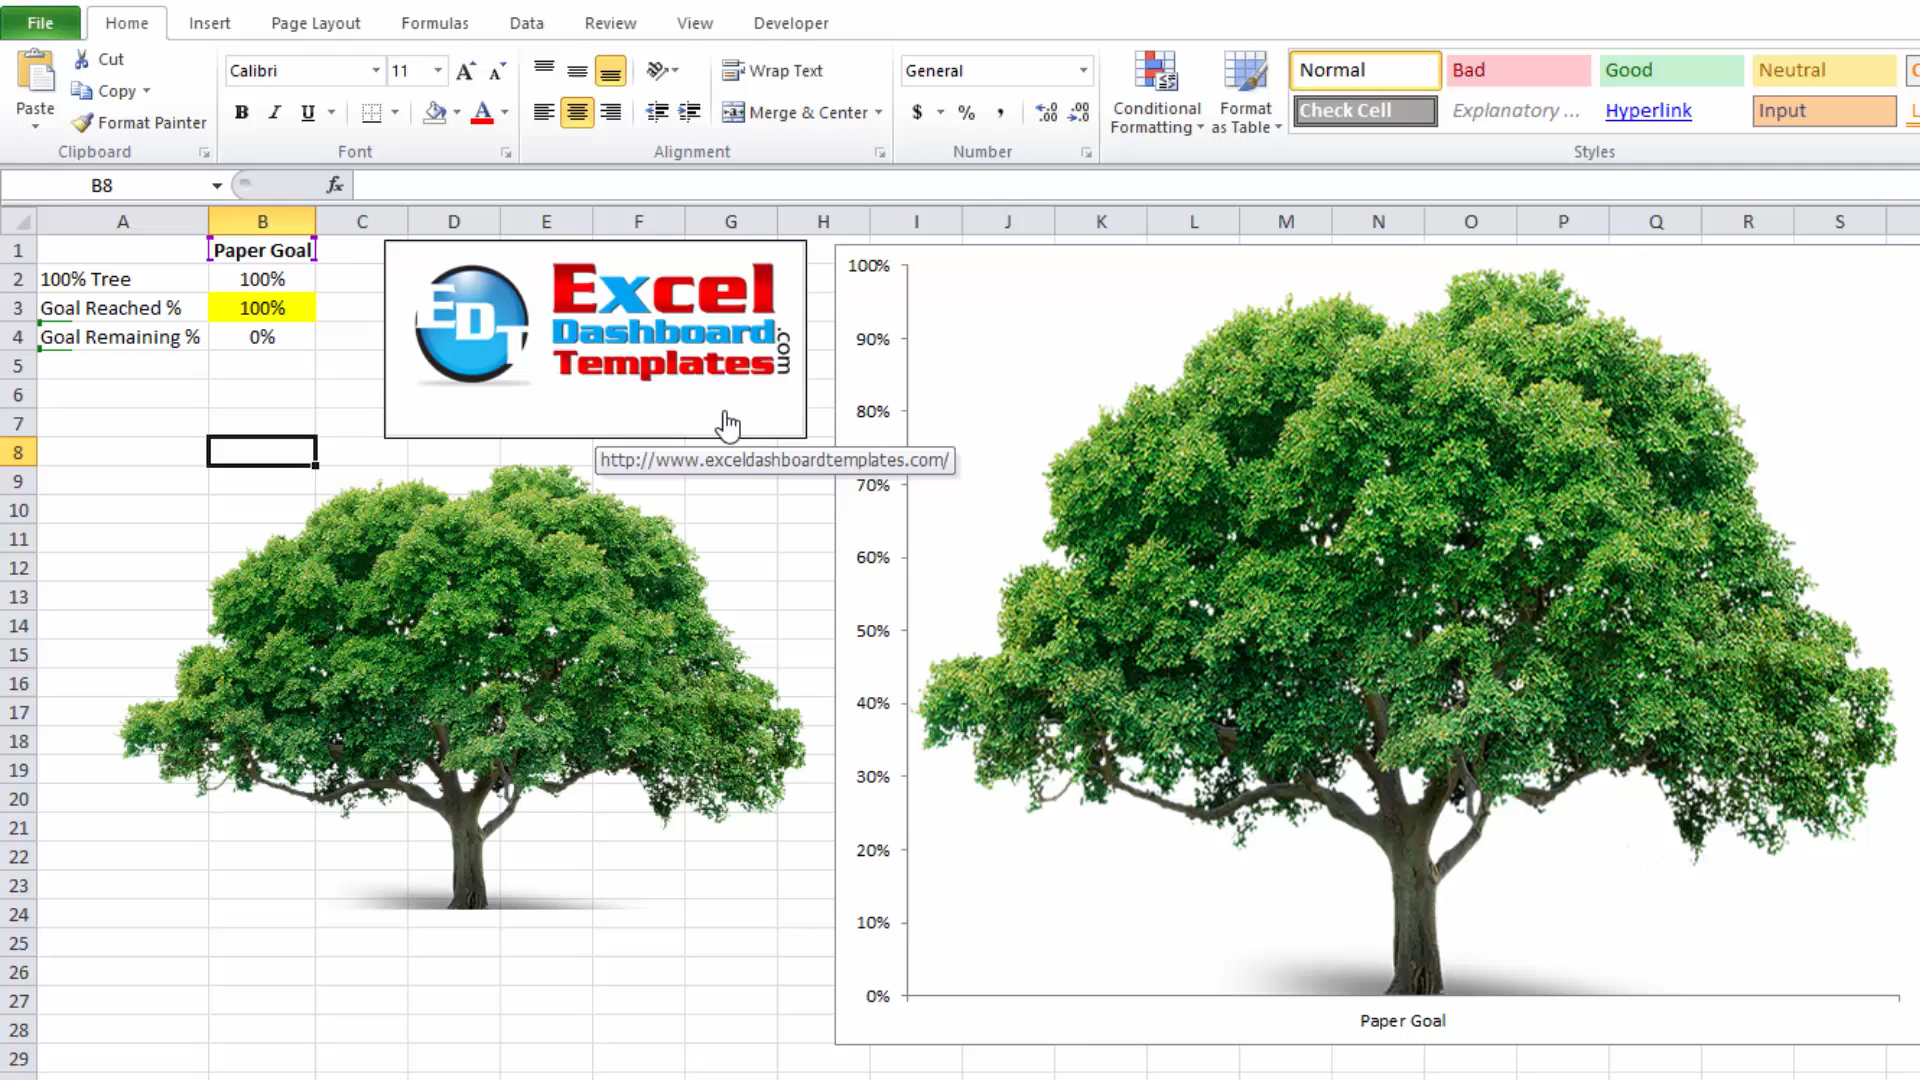 File Home Insert Page Layout Formulas Data Review View Developer
Cut
Copy
Format Painter
Paste
Clipboard
Calibri 11 A A
B I U A
Font
Wrap Text
Merge & Center
Alignment
General
$ % ,
Number
Conditional Formatting
Format as Table
Normal Bad Good Neutral
Check Cell Explanatory ... Hyperlink Input
Styles
B8 fx
A B C D E F G H I J K L M N O P Q R S
1 Paper Goal
2 100% Tree 100%
3 Goal Reached % 100%
4 Goal Remaining % 0%
5
6
7
8
9
10
11
12
13
14
15
16
17
18
19
20
21
22
23
24
25
26
27
28
29
EDT
Excel
Dashboard
Templates
.com
http://www.exceldashboardtemplates.com/
100%
90%
80%
70%
60%
50%
40%
30%
20%
10%
0%
Paper Goal